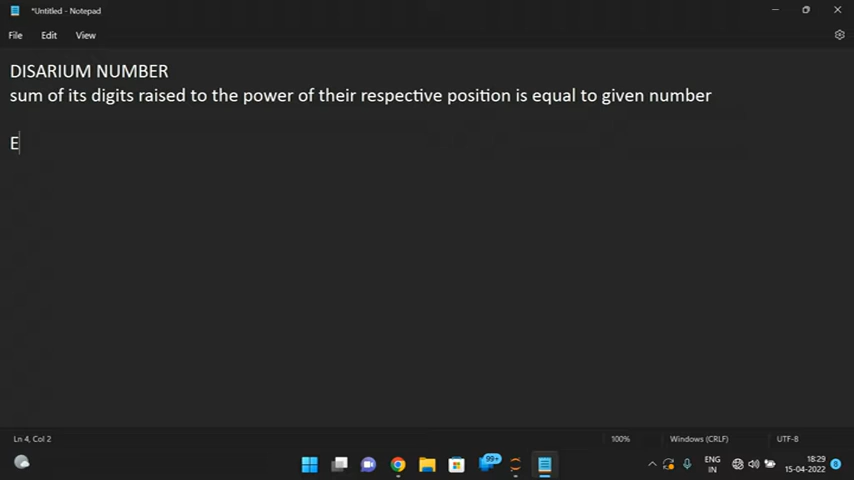 *Untitled - Notepad
File Edit View
DISARIUM NUMBER
sum of its digits raised to the power of their respective position is equal to given number
E
Ln 4, Col 2 100% Windows (CRLF) UTF-8
99+ ENG 18:29
IN 15-04-2022 8